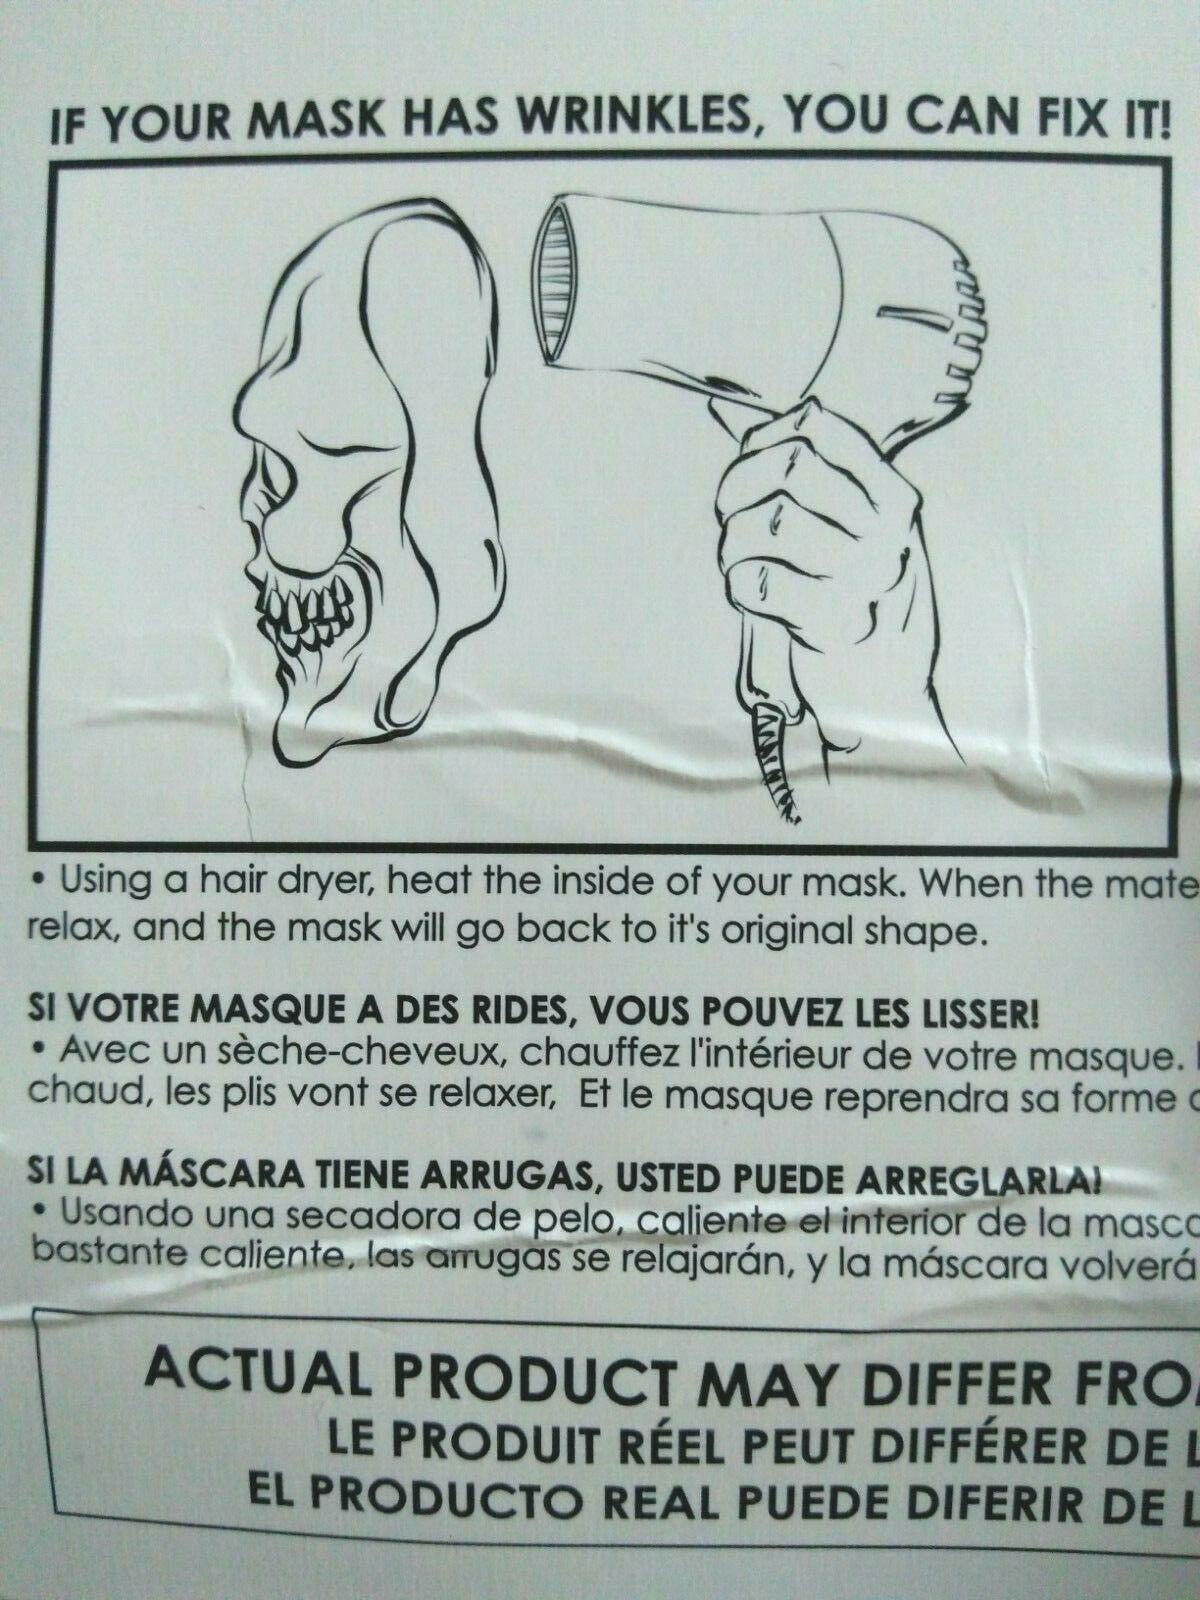 IF YOUR MASK HAS WRINKLES, YOU CAN FIX IT!
• Using a hair dryer, heat the inside of your mask. When the mate
relax, and the mask will go back to it's original shape.
SI VOTRE MASQUE A DES RIDES, VOUS POUVEZ LES LISSER!
• Avec un sèche-cheveux, chauffez l'intérieur de votre masque.
chaud, les plis vont se relaxer, Et le masque reprendra sa forme
SI LA MÁSCARA TIENE ARRUGAS, USTED PUEDE ARREGLARLA!
• Usando una secadora de pelo, caliente el interior de la masc
bastante caliente, las arrugas se relajarán, y la máscara volverá
ACTUAL PRODUCT MAY DIFFER FRO
LE PRODUIT RÉEL PEUT DIFFÉRER DE L
EL PRODUCTO REAL PUEDE DIFERIR DE L